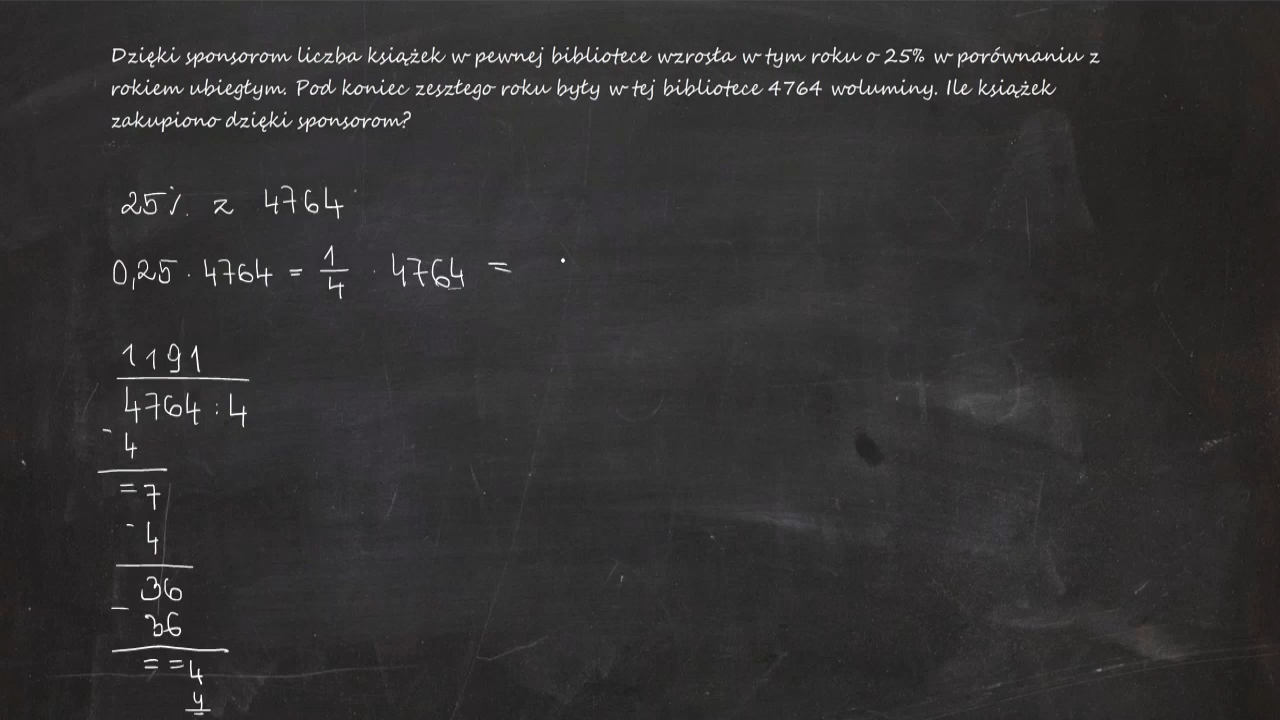 Dzięki sponsorom liczba książek w pewnej bibliotece wzrosła w tym roku o 25% w porównaniu z
rokiem ubiegłym. Pod koniec zeszłego roku były w tej bibliotece 4764 woluminy. Ile książek
zakupiono dzięki sponsorom?
25% z 4764
0,25 · 4764 = 1/4 · 4764 =
1191
4764 : 4
- 4
= 7
- 4
36
- 36
= = 4
4